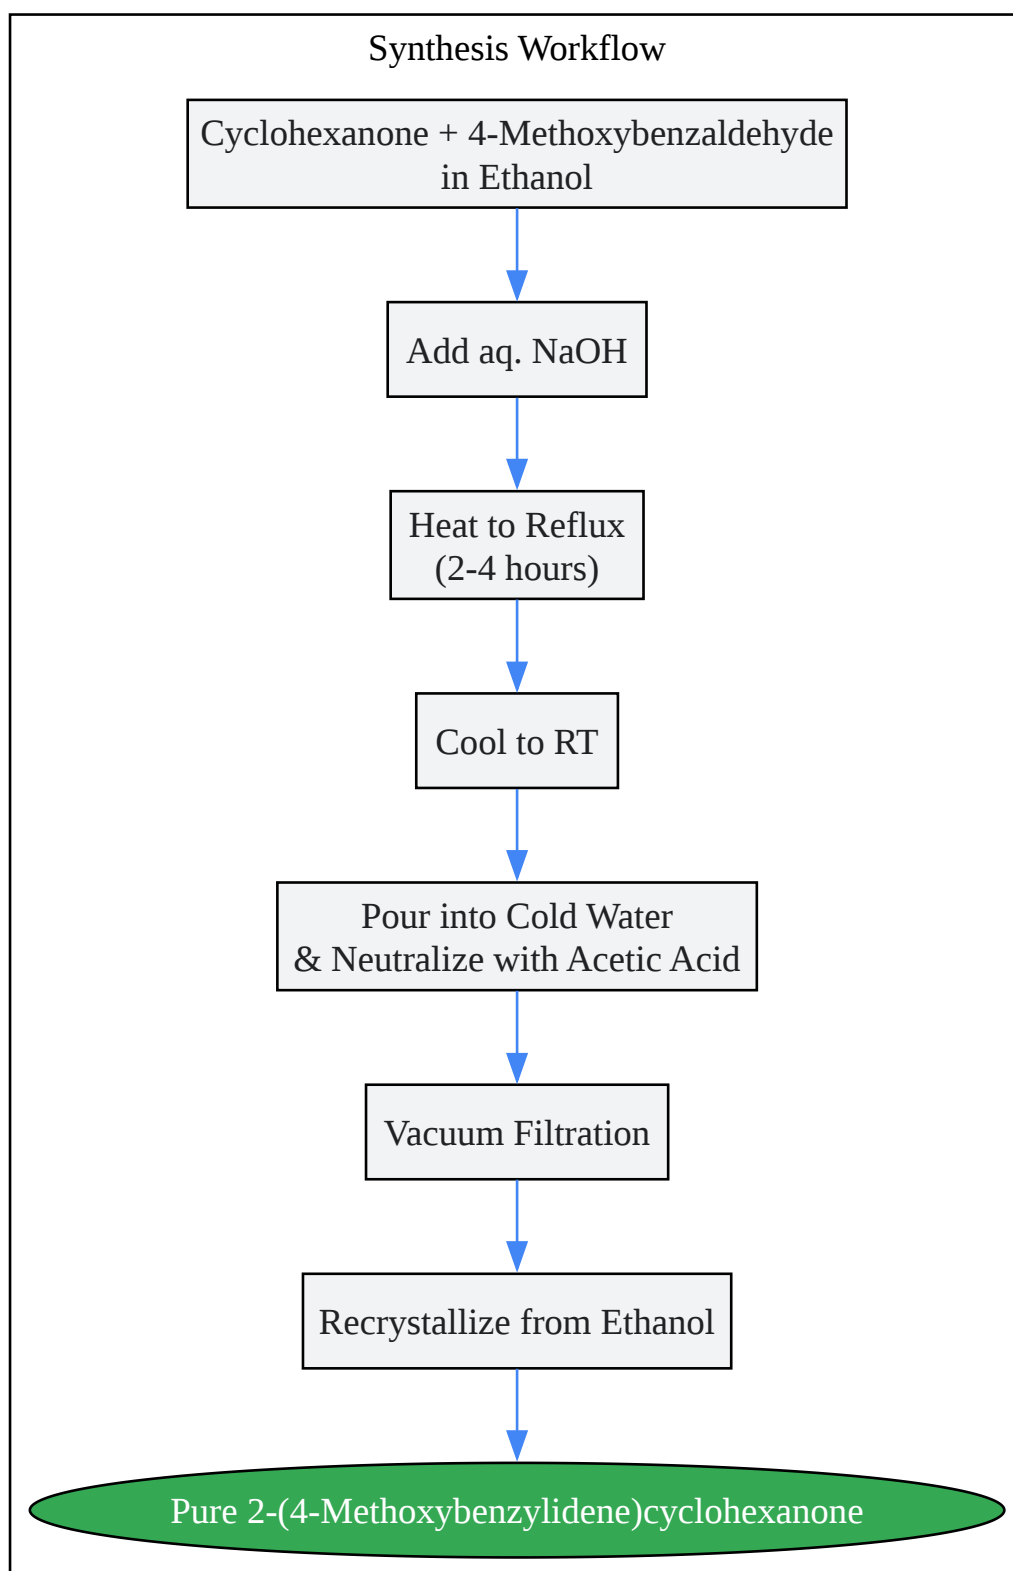 Synthesis Workflow
Cyclohexanone + 4-Methoxybenzaldehyde
in Ethanol
Add aq. NaOH
Heat to Reflux
(2-4 hours)
Cool to RT
Pour into Cold Water
& Neutralize with Acetic Acid
Vacuum Filtration
Recrystallize from Ethanol
Pure 2-(4-Methoxybenzylidene)cyclohexanone